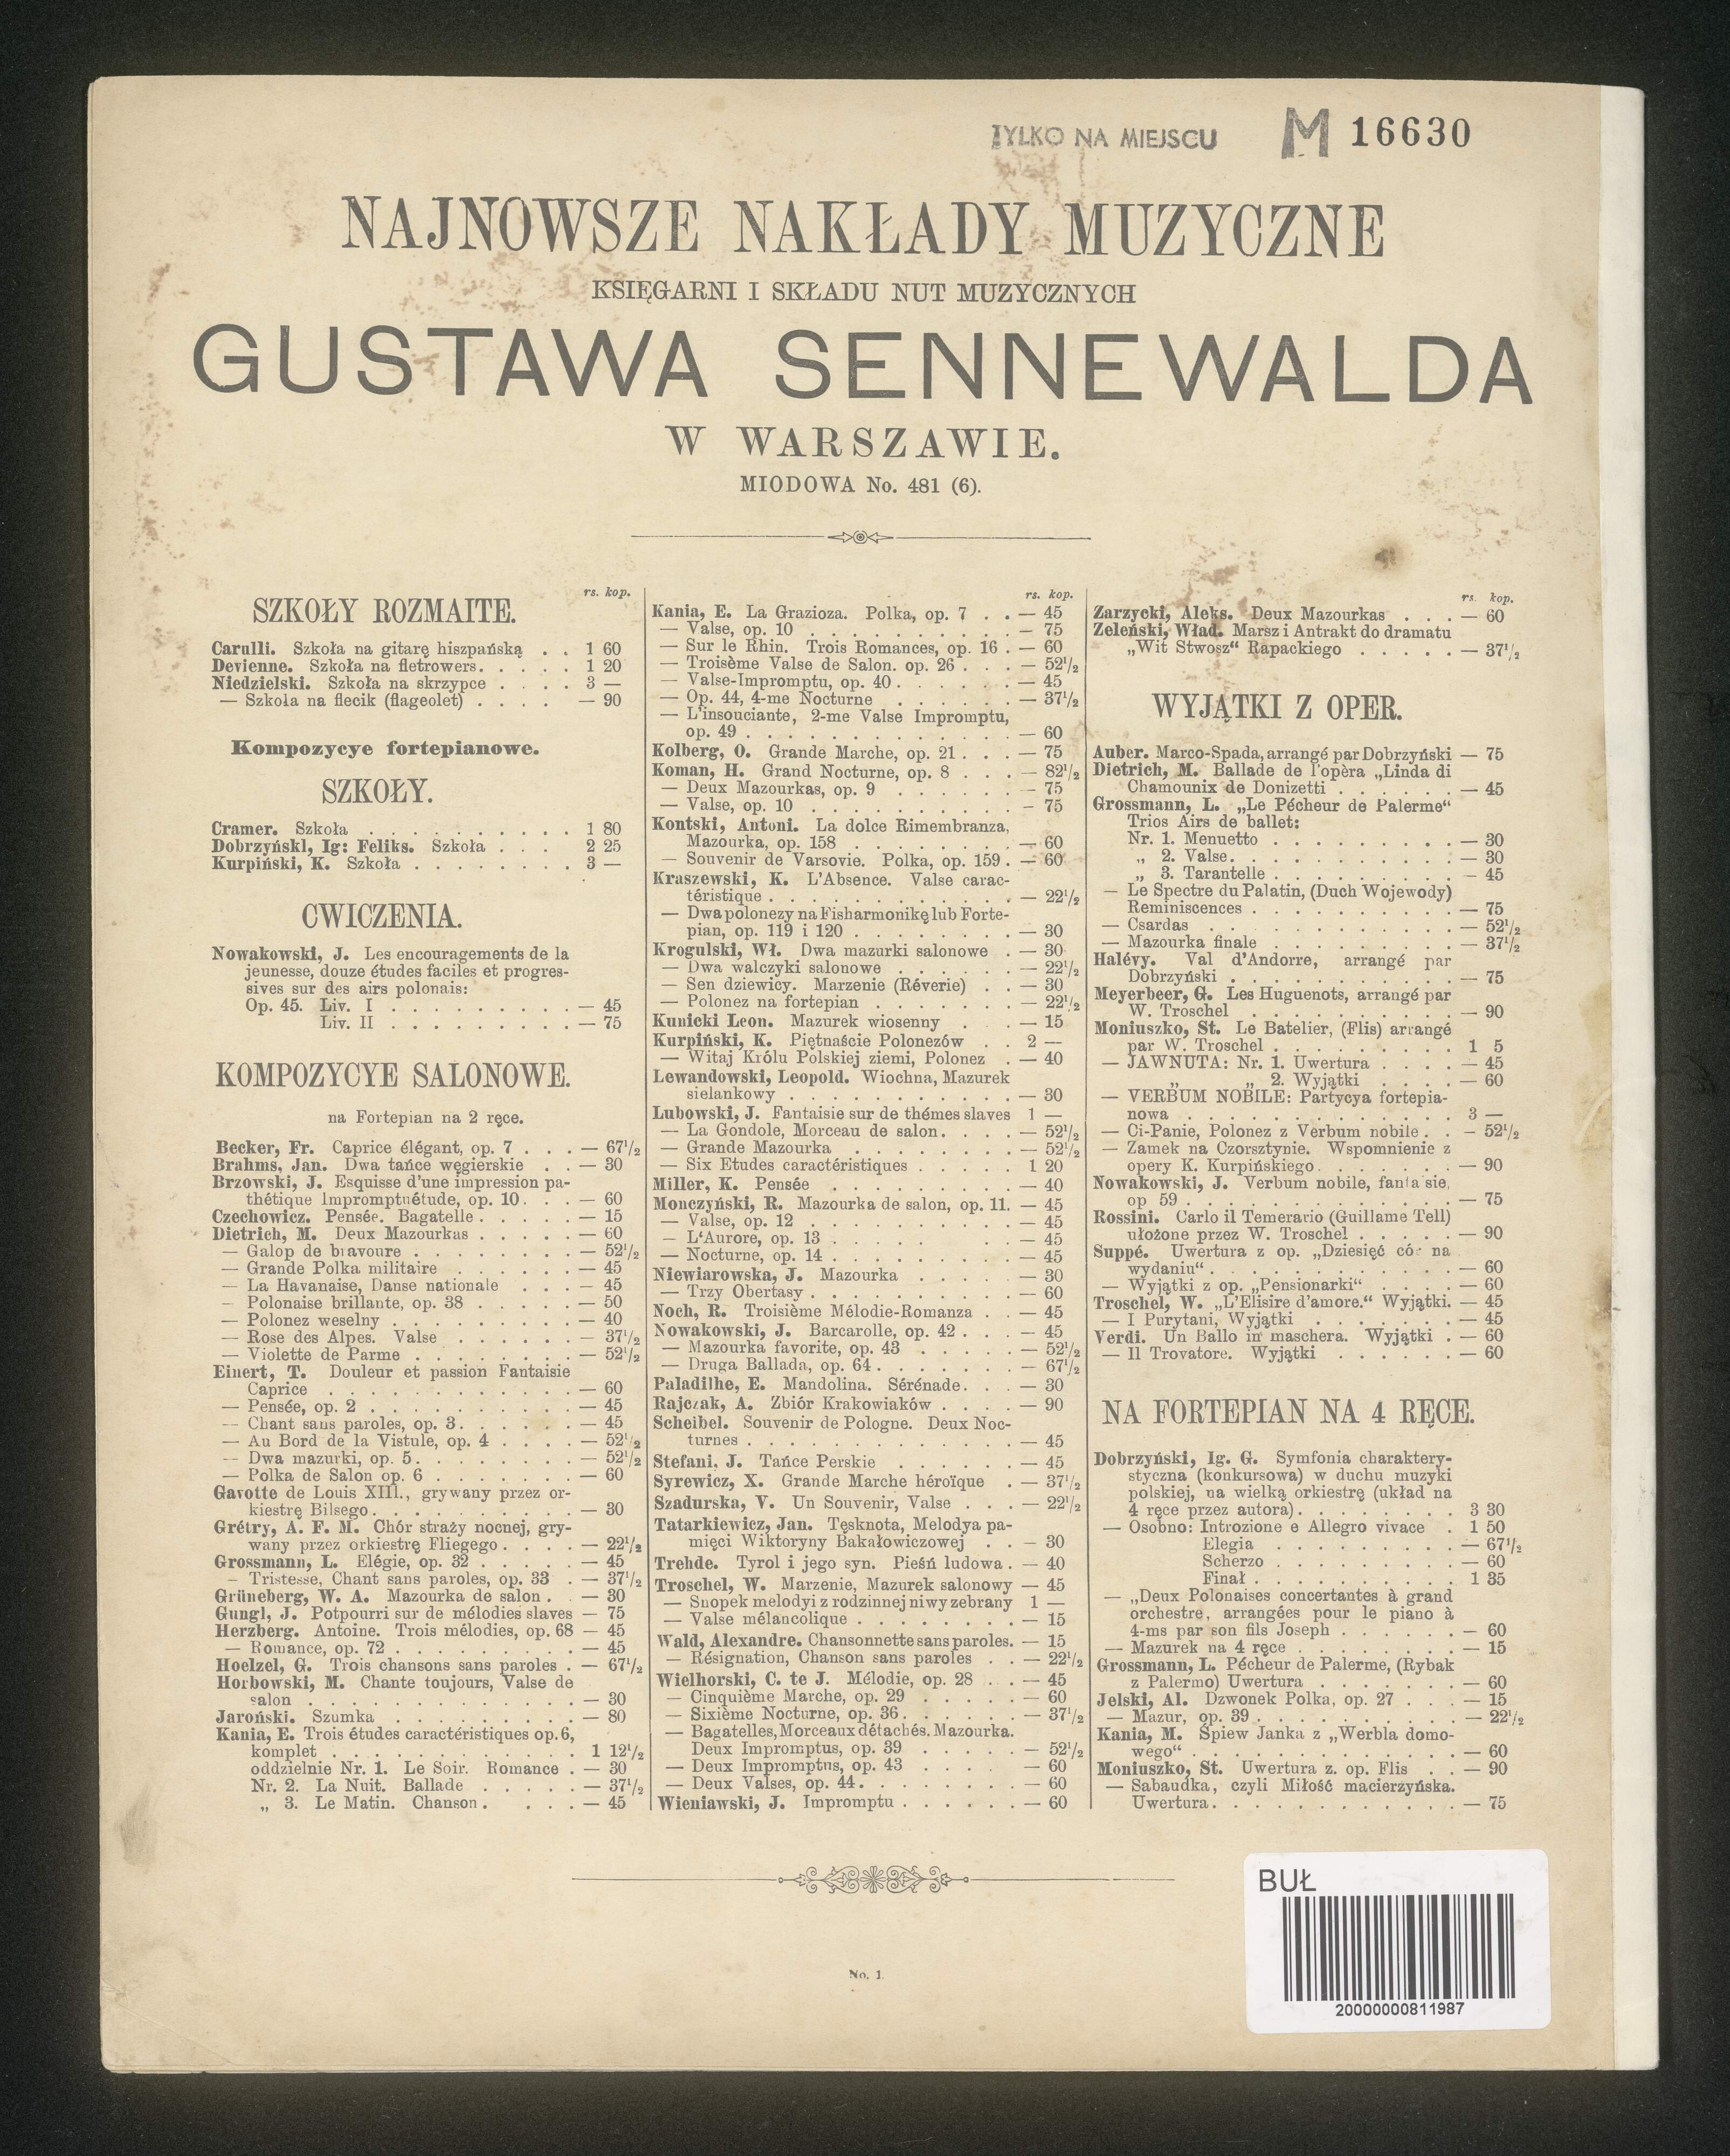 TYLKO NA MIEJSCU M 16630
NAJNOWSZE NAKŁADY MUZYCZNE
KSIĘGARNI I SKŁADU NUT MUZYCZNYCH
GUSTAWA SENNEWALDA
W WARSZAWIE.
MIODOWA No. 481 (6).
rs. kop.
SZKOŁY ROZMAITE.
Carulli. Szkoła na gitarę hiszpańską . . 1 60
Devienne. Szkoła na fletrowers. . . . . 1 20
Niedzielski. Szkoła na skrzypce . . . . 3 —
— Szkoła na flecik (flageolet) . . . . — 90
Kompozycye fortepianowe.
SZKOŁY.
Cramer. Szkoła . . . . . . . . . . 1 80
Dobrzyńskl, Ig: Feliks. Szkoła . . . 2 25
Kurpiński, K. Szkoła . . . . . . . . 3 —
CWICZENIA.
Nowakowski, J. Les encouragements de la
jeunesse, douze études faciles et progres-
sives sur des airs polonais:
Op. 45. Liv. I . . . . . . . . . — 45
Liv. II . . . . . . . . . — 75
KOMPOZYCYE SALONOWE.
na Fortepian na 2 ręce.
Becker, Fr. Caprice élégant, op. 7 . . . — 67½
Brahms, Jan. Dwa tańce węgierskie . . — 30
Brzowski, J. Esquisse d'une impression pa-
thétique Impromptuétude, op. 10. . . — 60
Czechowicz. Pensée. Bagatelle . . . . . — 15
Dietrich, M. Deux Mazourkas . . . . . — 60
— Galop de bravoure . . . . . . . . — 52½
— Grande Polka militaire . . . . . . — 45
— La Havanaise, Danse nationale . . . — 45
— Polonaise brillante, op. 38 . . . . . — 50
— Polonez weselny . . . . . . . . . — 40
— Rose des Alpes. Valse . . . . . . — 37½
— Violette de Parme . . . . . . . . — 52½
Einert, T. Douleur et passion Fantaisie
Caprice . . . . . . . . . . . . — 60
— Pensée, op. 2 . . . . . . . . . . — 45
— Chant sans paroles, op. 3. . . . . . — 45
— Au Bord de la Vistule, op. 4 . . . . — 52½
— Dwa mazurki, op. 5. . . . . . . . — 52½
— Polka de Salon op. 6 . . . . . . . — 60
Gavotte de Louis XIII., grywany przez or-
kiestrę Bilsego. . . . . . . . . . — 30
Grétry, A. F. M. Chór straży nocnej, gry-
wany przez orkiestrę Fliegego . . . . — 22½
Grossmann, L. Elégie, op. 32 . . . . . — 45
— Tristesse, Chant sans paroles, op. 33 . — 37½
Grüneberg, W. A. Mazourka de salon . . — 30
Gungl, J. Potpourri sur de mélodies slaves — 75
Herzberg. Antoine. Trois mélodies, op. 68 — 45
— Romance, op. 72 . . . . . . . . . — 45
Hoelzel, G. Trois chansons sans paroles . — 67½
Horbowski, M. Chante toujours, Valse de
salon . . . . . . . . . . . . . — 30
Jaroński. Szumka . . . . . . . . . — 80
Kania, E. Trois études caractéristiques op. 6,
komplet . . . . . . . . . . . . 1 12½
oddzielnie Nr. 1. Le Soir. Romance . — 30
Nr. 2. La Nuit. Ballade . . . . . — 37½
„ 3. Le Matin. Chanson . . . . . — 45
rs. kop.
Kania, E. La Grazioza. Polka, op. 7 . . — 45
— Valse, op. 10 . . . . . . . . . . — 75
— Sur le Rhin. Trois Romances, op. 16 . — 60
— Troisème Valse de Salon. op. 26 . . . — 52½
— Valse-Impromptu, op. 40 . . . . . . — 45
— Op. 44, 4-me Nocturne . . . . . . — 37½
— L'insouciante, 2-me Valse Impromptu,
op. 49 . . . . . . . . . . . . . — 60
Kolberg, O. Grande Marche, op. 21 . . . — 75
Koman, H. Grand Nocturne, op. 8 . . . — 82½
— Deux Mazourkas, op. 9 . . . . . . — 75
— Valse, op. 10 . . . . . . . . . . — 75
Kontski, Antoni. La dolce Rimembranza,
Mazourka, op. 158 . . . . . . . . — 60
— Souvenir de Varsovie. Polka, op. 159 . — 60
Kraszewski, K. L'Absence. Valse carac-
téristique . . . . . . . . . . . . — 22½
— Dwa polonezy na Fisharmonikę lub Forte-
pian, op. 119 i 120 . . . . . . . . — 30
Krogulski, Wł. Dwa mazurki salonowe . — 30
— Dwa walczyki salonowe . . . . . . — 22½
— Sen dziewicy. Marzenie (Réverie) . . — 30
— Polonez na fortepian . . . . . . . — 22½
Kunicki Leon. Mazurek wiosenny . . . — 15
Kurpiński, K. Piętnaście Polonezów . . 2 —
— Witaj Królu Polskiej ziemi, Polonez . — 40
Lewandowski, Leopold. Wiochna, Mazurek
sielankowy . . . . . . . . . . . — 30
Lubowski, J. Fantaisie sur de thémes slaves 1 —
— La Gondole, Morceau de salon. . . . — 52½
— Grande Mazourka . . . . . . . . — 52½
— Six Etudes caractéristiques . . . . . 1 20
Miller, K. Pensée . . . . . . . . . . — 40
Monczyński, R. Mazourka de salon, op. 11. — 45
— Valse, op. 12 . . . . . . . . . . — 45
— L'Aurore, op. 13 . . . . . . . . . — 45
— Nocturne, op. 14 . . . . . . . . . — 45
Niewiarowska, J. Mazourka . . . . . — 30
— Trzy Obertasy . . . . . . . . . . — 60
Noch, R. Troisième Mélodie-Romanza . . — 45
Nowakowski, J. Barcarolle, op. 42 . . . — 45
— Mazourka favorite, op. 43 . . . . . — 52½
— Druga Ballada, op. 64 . . . . . . . — 67½
Paladilhe, E. Mandolina. Sérénade. . . — 30
Rajczak, A. Zbiór Krakowiaków . . . . — 90
Scheibel. Souvenir de Pologne. Deux Noc-
turnes . . . . . . . . . . . . . — 45
Stefani, J. Tańce Perskie . . . . . . — 45
Syrewicz, X. Grande Marche héroïque . — 37½
Szadurska, V. Un Souvenir, Valse . . . — 22½
Tatarkiewicz, Jan. Tęsknota, Melodya pa-
mięci Wiktoryny Bakałowiczowej . . — 30
Trehde. Tyrol i jego syn. Pieśń ludowa . — 40
Troschel, W. Marzenie, Mazurek salonowy — 45
— Snopek melodyi z rodzinnej niwy zebrany 1 —
— Valse mélancolique . . . . . . . . — 15
Wald, Alexandre. Chansonnette sans paroles. — 15
— Résignation, Chanson sans paroles . . — 22½
Wielhorski, C. te J. Mélodie, op. 28 . . — 45
— Cinquième Marche, op. 29 . . . . . — 60
— Sixième Nocturne, op. 36 . . . . . . — 37½
— Bagatelles, Morceaux détachés. Mazourka.
Deux Impromptus, op. 39 . . . . . — 52½
— Deux Impromptus, op. 43 . . . . . — 60
— Deux Valses, op. 44 . . . . . . . . — 60
Wieniawski, J. Impromptu . . . . . . — 60
rs. kop.
Zarzycki, Aleks. Deux Mazourkas . . . — 60
Zeleński, Wład. Marsz i Antrakt do dramatu
„Wit Stwosz“ Rapackiego . . . . . — 37½
WYJĄTKI Z OPER.
Auber. Marco-Spada, arrangé par Dobrzyński — 75
Dietrich, M. Ballade de l'opèra „Linda di
Chamounix de Donizetti . . . . . . — 45
Grossmann, L. „Le Pécheur de Palerme“
Trios Airs de ballet:
Nr. 1. Menuetto . . . . . . . . . — 30
„ 2. Valse. . . . . . . . . . . — 30
„ 3. Tarantelle . . . . . . . . . — 45
— Le Spectre du Palatin, (Duch Wojewody)
Reminiscences . . . . . . . . . . — 75
— Csardas . . . . . . . . . . . . — 52½
— Mazourka finale . . . . . . . . . — 37½
Halévy. Val d'Andorre, arrangé par
Dobrzyński . . . . . . . . . . . — 75
Meyerbeer, G. Les Huguenots, arrangé par
W. Troschel . . . . . . . . . . — 90
Moniuszko, St. Le Batelier, (Flis) arrangé
par W. Troschel . . . . . . . . . 1 5
— JAWNUTA: Nr. 1. Uwertura . . . . — 45
„ „ 2. Wyjątki . . . . — 60
— VERBUM NOBILE: Partycya fortepia-
nowa . . . . . . . . . . . . . 3 —
— Ci-Panie, Polonez z Verbum nobile . . — 52½
— Zamek na Czorsztynie. Wspomnienie z
opery K. Kurpińskiego . . . . . . . — 90
Nowakowski, J. Verbum nobile, fantasie,
op 59 . . . . . . . . . . . . . — 75
Rossini. Carlo il Temerario (Guillame Tell)
ułożone przez W. Troschel . . . . . — 90
Suppé. Uwertura z op. „Dziesięć cór na
wydaniu“ . . . . . . . . . . . . — 60
— Wyjątki z op. „Pensionarki“ . . . . — 60
Troschel, W. „L'Elisire d'amore.“ Wyjątki. — 45
— I Purytani, Wyjątki . . . . . . . — 45
Verdi. Un Ballo in maschera. Wyjątki . — 60
— Il Trovatore. Wyjątki . . . . . . — 60
NA FORTEPIAN NA 4 RĘCE.
Dobrzyński, Ig. G. Symfonia charaktery-
styczna (konkursowa) w duchu muzyki
polskiej, na wielką orkiestrę (układ na
4 ręce przez autora) . . . . . . . . 3 30
— Osobno: Introzione e Allegro vivace . 1 50
Elegia . . . . . . . . . — 67½
Scherzo . . . . . . . . . — 60
Finał . . . . . . . . . . 1 35
— „Deux Polonaises concertantes à grand
orchestre, arrangées pour le piano à
4-ms par son fils Joseph . . . . . . — 60
— Mazurek na 4 ręce . . . . . . . . — 15
Grossmann, L. Pécheur de Palerme, (Rybak
z Palermo) Uwertura . . . . . . . — 60
Jelski, Al. Dzwonek Polka, op. 27 . . . — 15
— Mazur, op. 39 . . . . . . . . . . — 22½
Kania, M. Śpiew Janka z „Werbla domo-
wego“ . . . . . . . . . . . . . — 60
Moniuszko, St. Uwertura z. op. Flis . . — 90
— Sabaudka, czyli Miłość macierzyńska.
Uwertura . . . . . . . . . . . . — 75
BUŁ
20000000811987
No. 1.